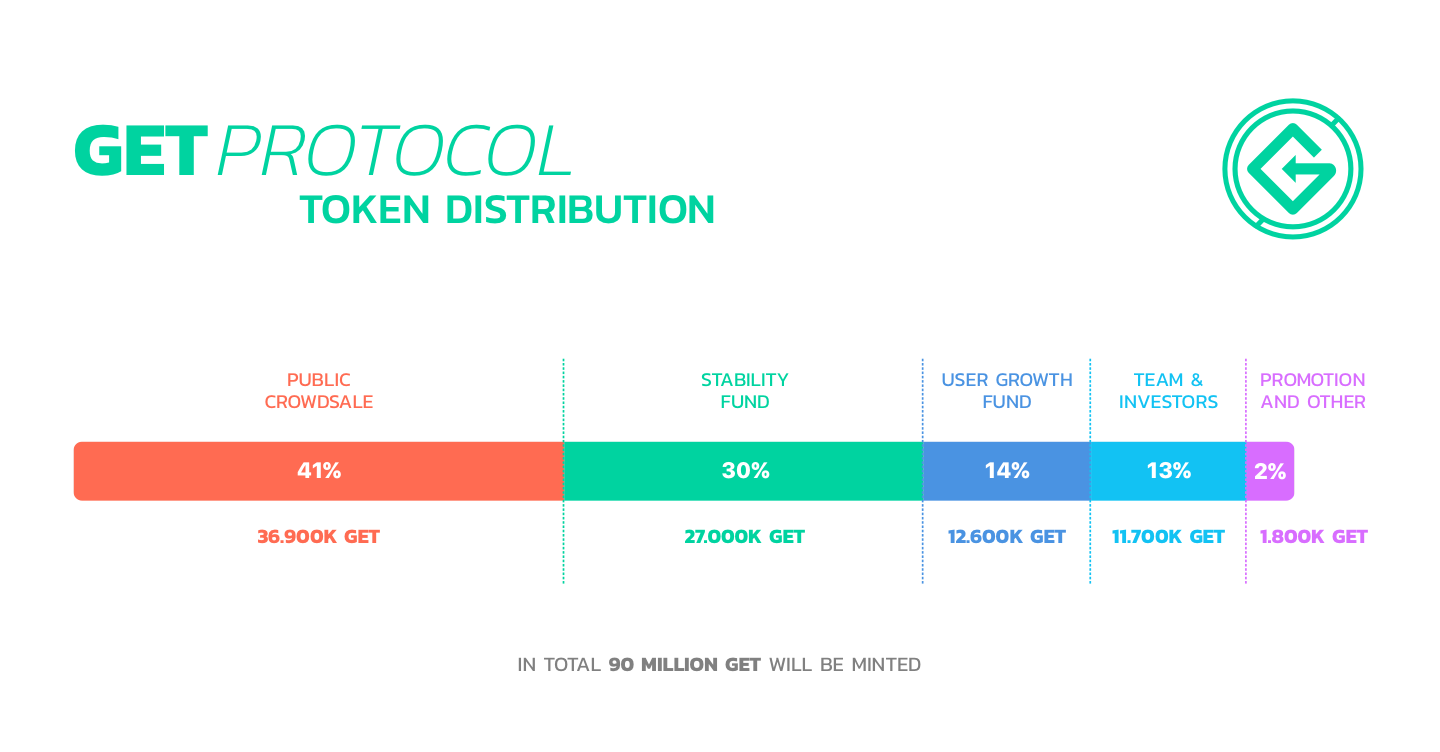 GET PROTOCOL
TOKEN DISTRIBUTION
PUBLIC
CROWDSALE
STABILITY
FUND
USER GROWTH
FUND
TEAM &
INVESTORS
PROMOTION
AND OTHER
41%
30%
14%
13%
2%
36.900K GET
27.000K GET
12.600K GET
11.700K GET
1.800K GET
IN TOTAL 90 MILLION GET WILL BE MINTED